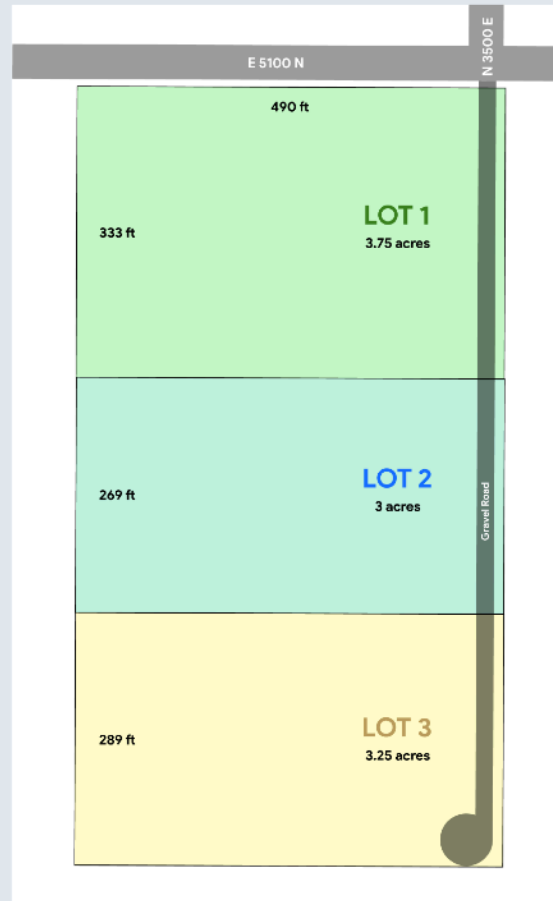 N 3500 E
E 5100 N
490 ft
LOT 1
333 ft
3.75 acres
LOT 2
269 ft
3 acres
Gravel Road
LOT 3
289 ft
3.25 acres